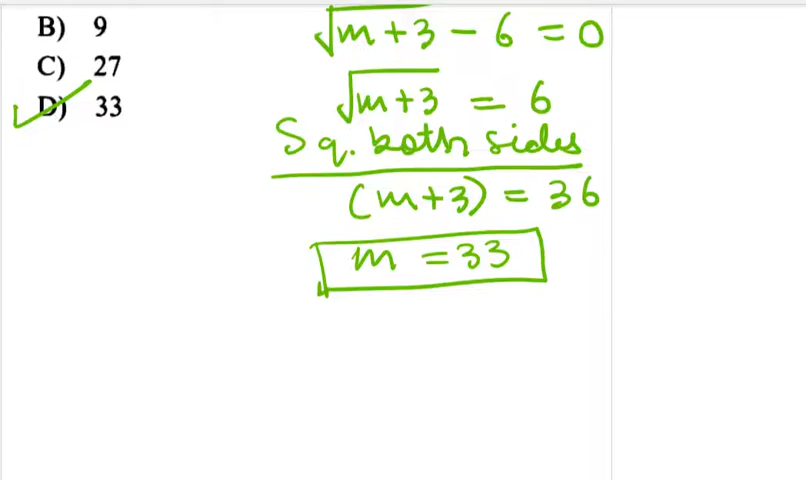 B) 9
C) 27
D) 33
√m+3 - 6 = 0
√m+3 = 6
Sq. both sides
(m+3) = 36
m = 33